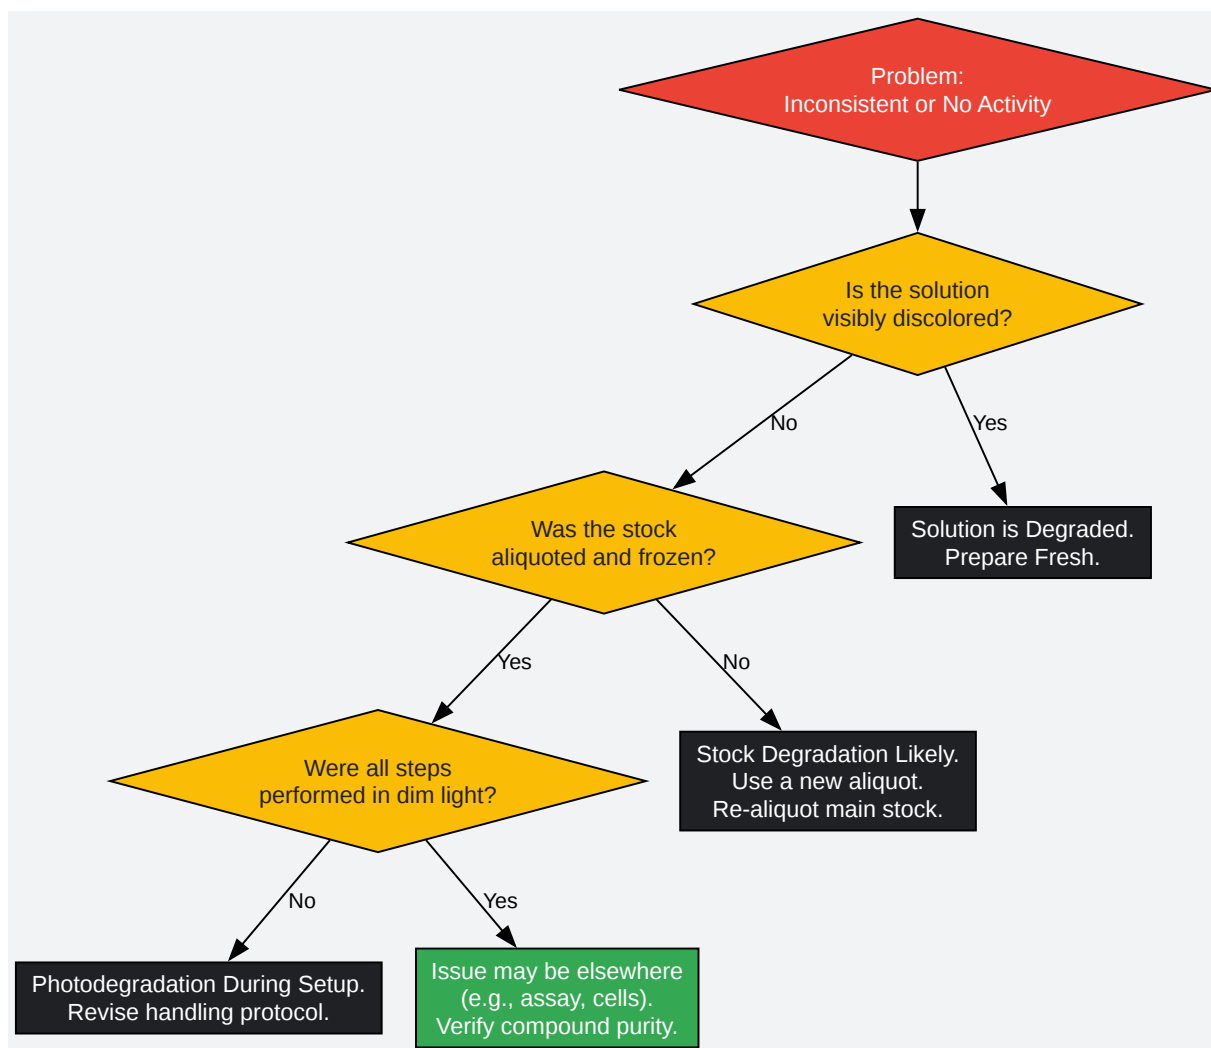 Problem:
Inconsistent or No Activity
Is the solution
visibly discolored?
No
Yes
Was the stock
aliquoted and frozen?
Solution is Degraded.
Prepare Fresh.
Yes
No
Were all steps
performed in dim light?
Stock Degradation Likely.
Use a new aliquot.
Re-aliquot main stock.
No
Yes
Photodegradation During Setup.
Revise handling protocol.
Issue may be elsewhere
(e.g., assay, cells).
Verify compound purity.